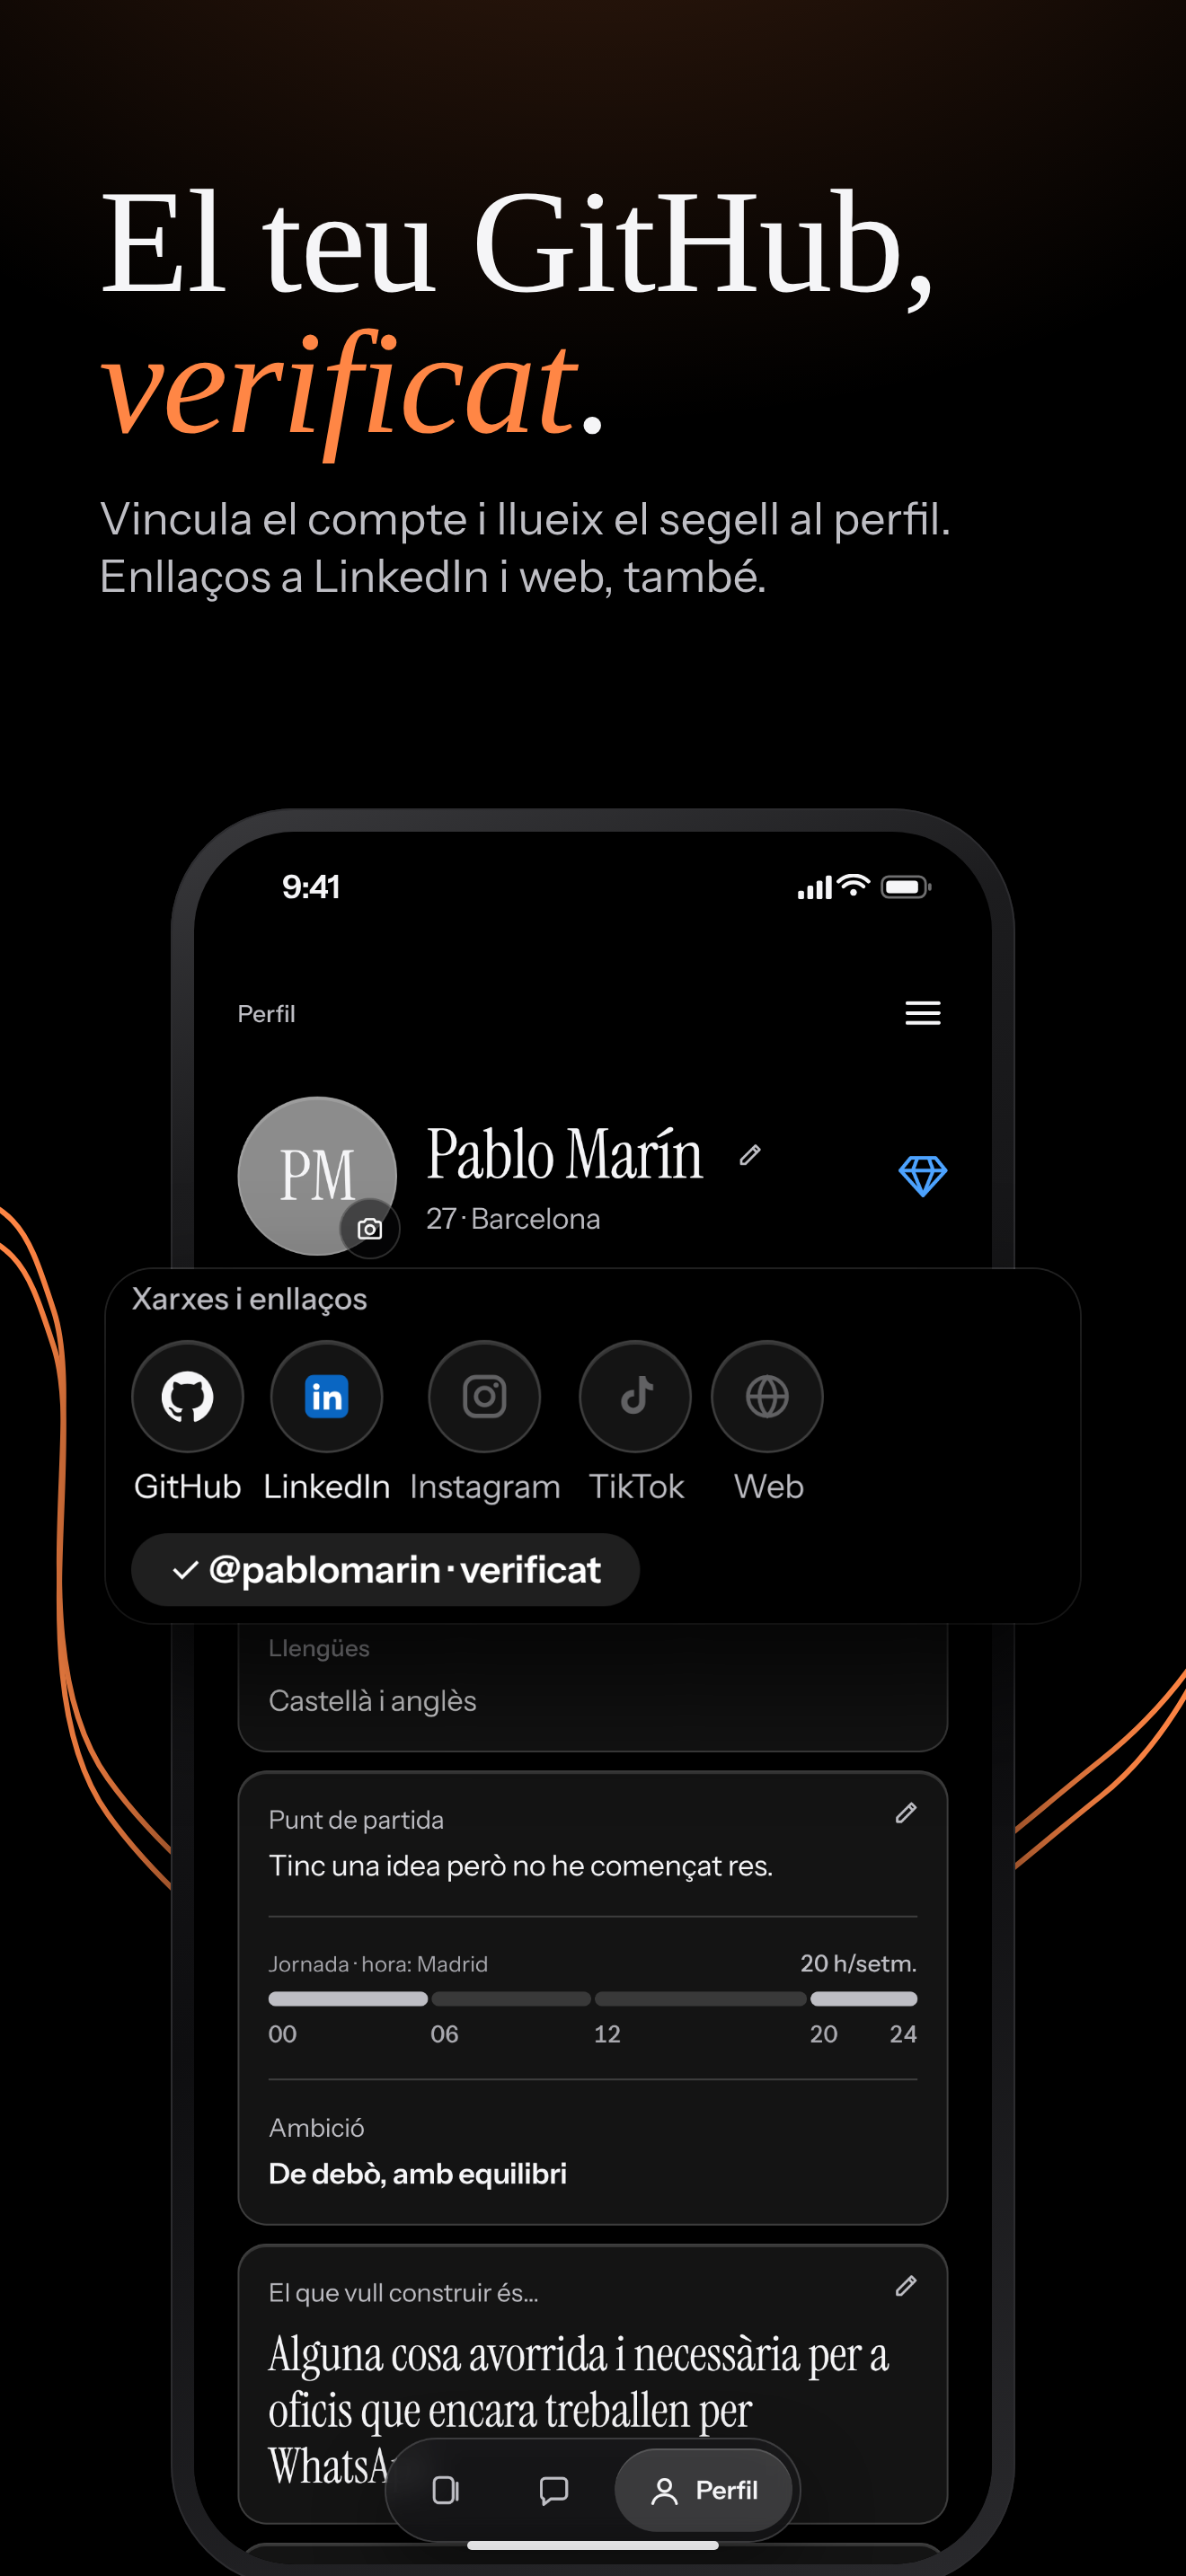 El teu GitHub,
verificat.
Vincula el compte i llueix el segell al perfil.
Enllaços a LinkedIn i web, també.
9:41
Perfil
PM
Pablo Marín
27 · Barcelona
Xarxes i enllaços
in
GitHub LinkedIn Instagram TikTok Web
@pablomarin · verificat
Llengües
Castellà i anglès
Punt de partida
Tinc una idea però no he començat res.
Jornada · hora: Madrid 20 h/setm.
00 06 12 20 24
Ambició
De debò, amb equilibri
El que vull construir és...
Alguna cosa avorrida i necessària per a
oficis que encara treballen per
Perfil